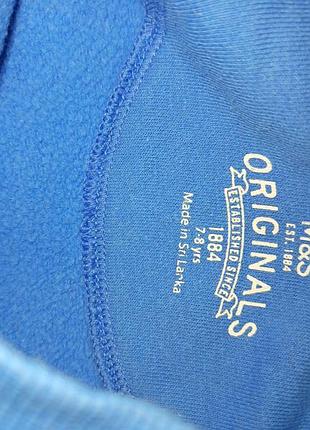 M&S
EST. 1884
ORIGINALS
ESTABLISHED SINCE
1884
7-8 yrs
Made in Sri Lanka